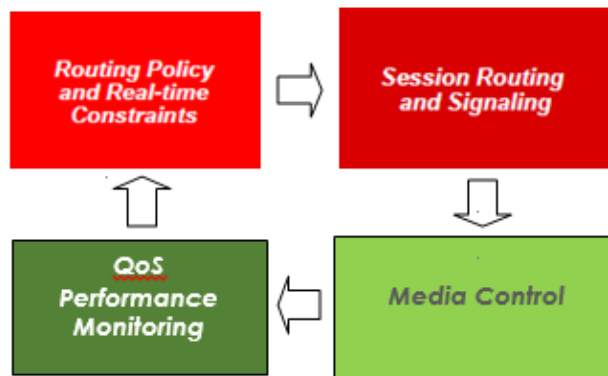 Routing Policy
and Real-time
Constraints
Session Routing
and Signaling
Media Control
QoS
Performance
Monitoring